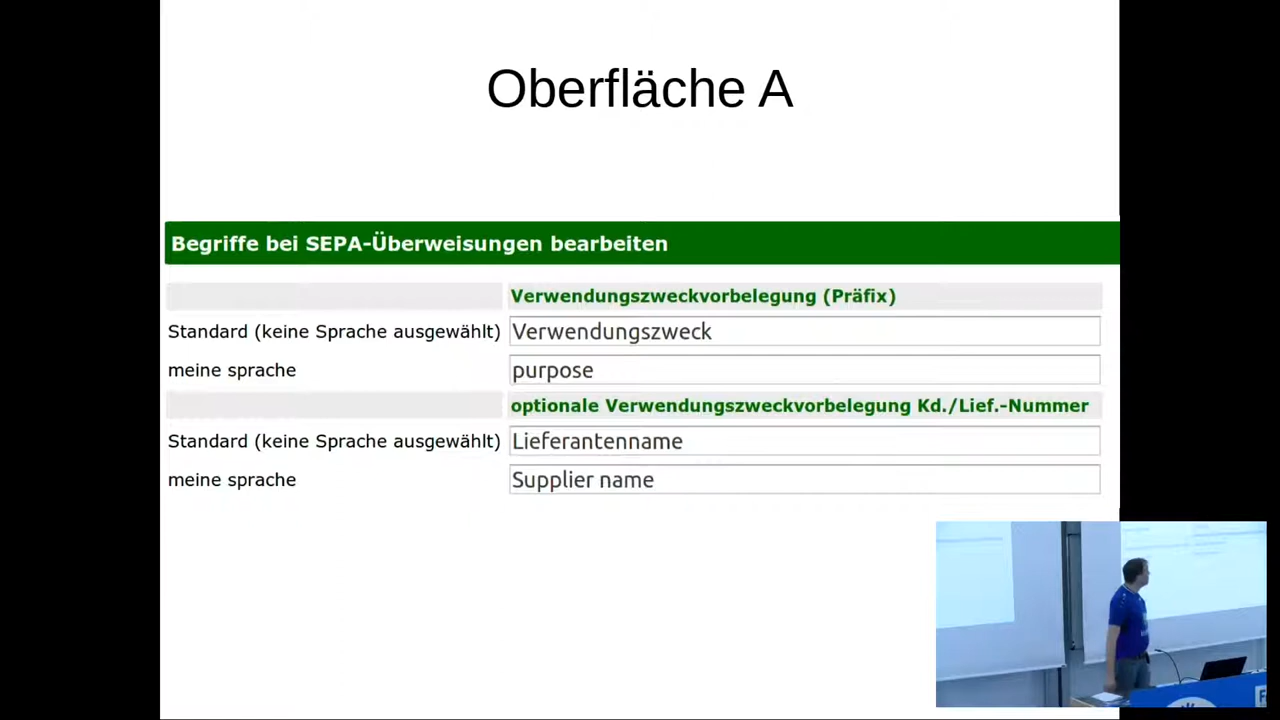 Oberfläche A
Begriffe bei SEPA-Überweisungen bearbeiten
Verwendungszweckvorbelegung (Präfix)
Standard (keine Sprache ausgewählt) Verwendungszweck
meine sprache purpose
optionale Verwendungszweckvorbelegung Kd./Lief.-Nummer
Standard (keine Sprache ausgewählt) Lieferantenname
meine sprache Supplier name